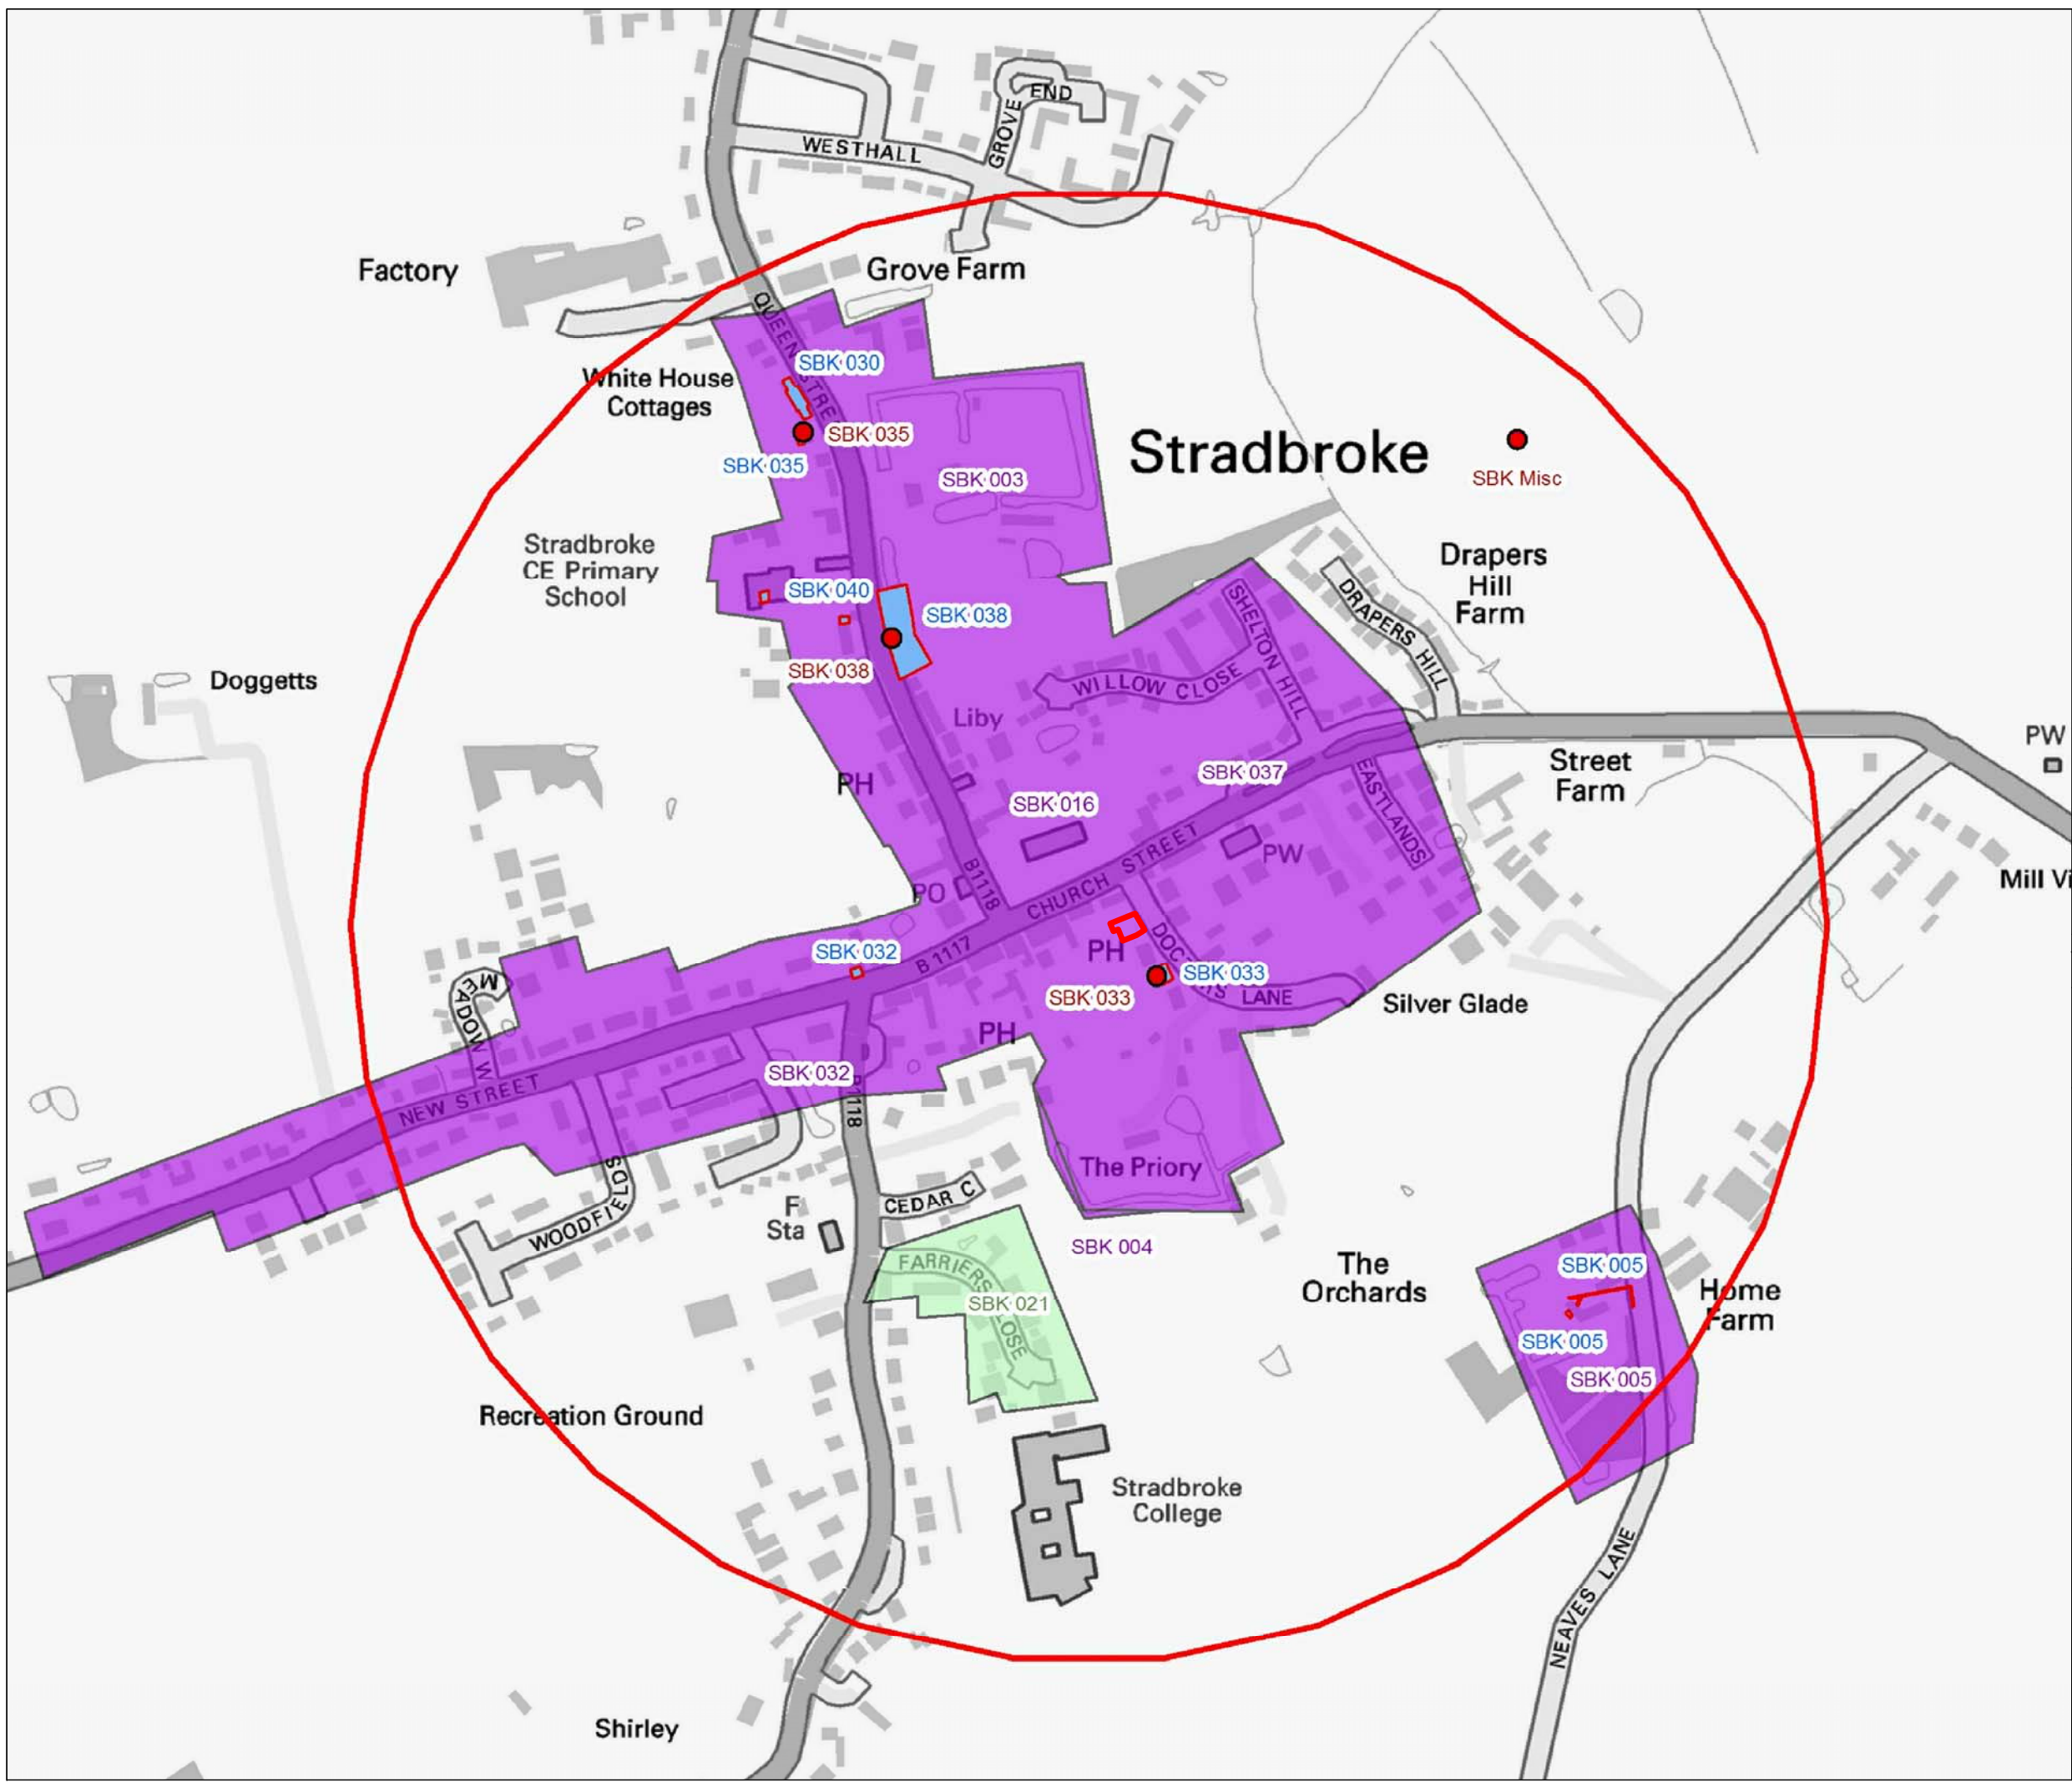 END
GROVE
WESTHALL
Factory
Grove Farm
QUEEN STRE
SBK 030
White House
Cottages
SBK 035
SBK 035
Stradbroke
SBK Misc
SBK 003
Stradbroke
CE Primary
School
Drapers
Hill
Farm
SBK 040
SBK 038
SHELTON HILL
DRAPERS HILL
SBK 038
Doggetts
WILLOW CLOSE
Liby
PW
SBK 037
Street
Farm
PH
EASTLANDS
SBK 016
PW
Mill Vi
PO
B1118
CHURCH STREET
SBK 032
B 1117
PH
DOCTORS LANE
SBK 033
SBK 033
Silver Glade
MEADOW W
PH
SBK 032
B1118
NEW STREET
The Priory
WOODFIELDS
CEDAR C
F
Sta
SBK 004
FARRIERS CLOSE
SBK 021
The
Orchards
SBK 005
Home
Farm
SBK 005
SBK 005
Recreation Ground
Stradbroke
College
NEAVES LANE
Shirley